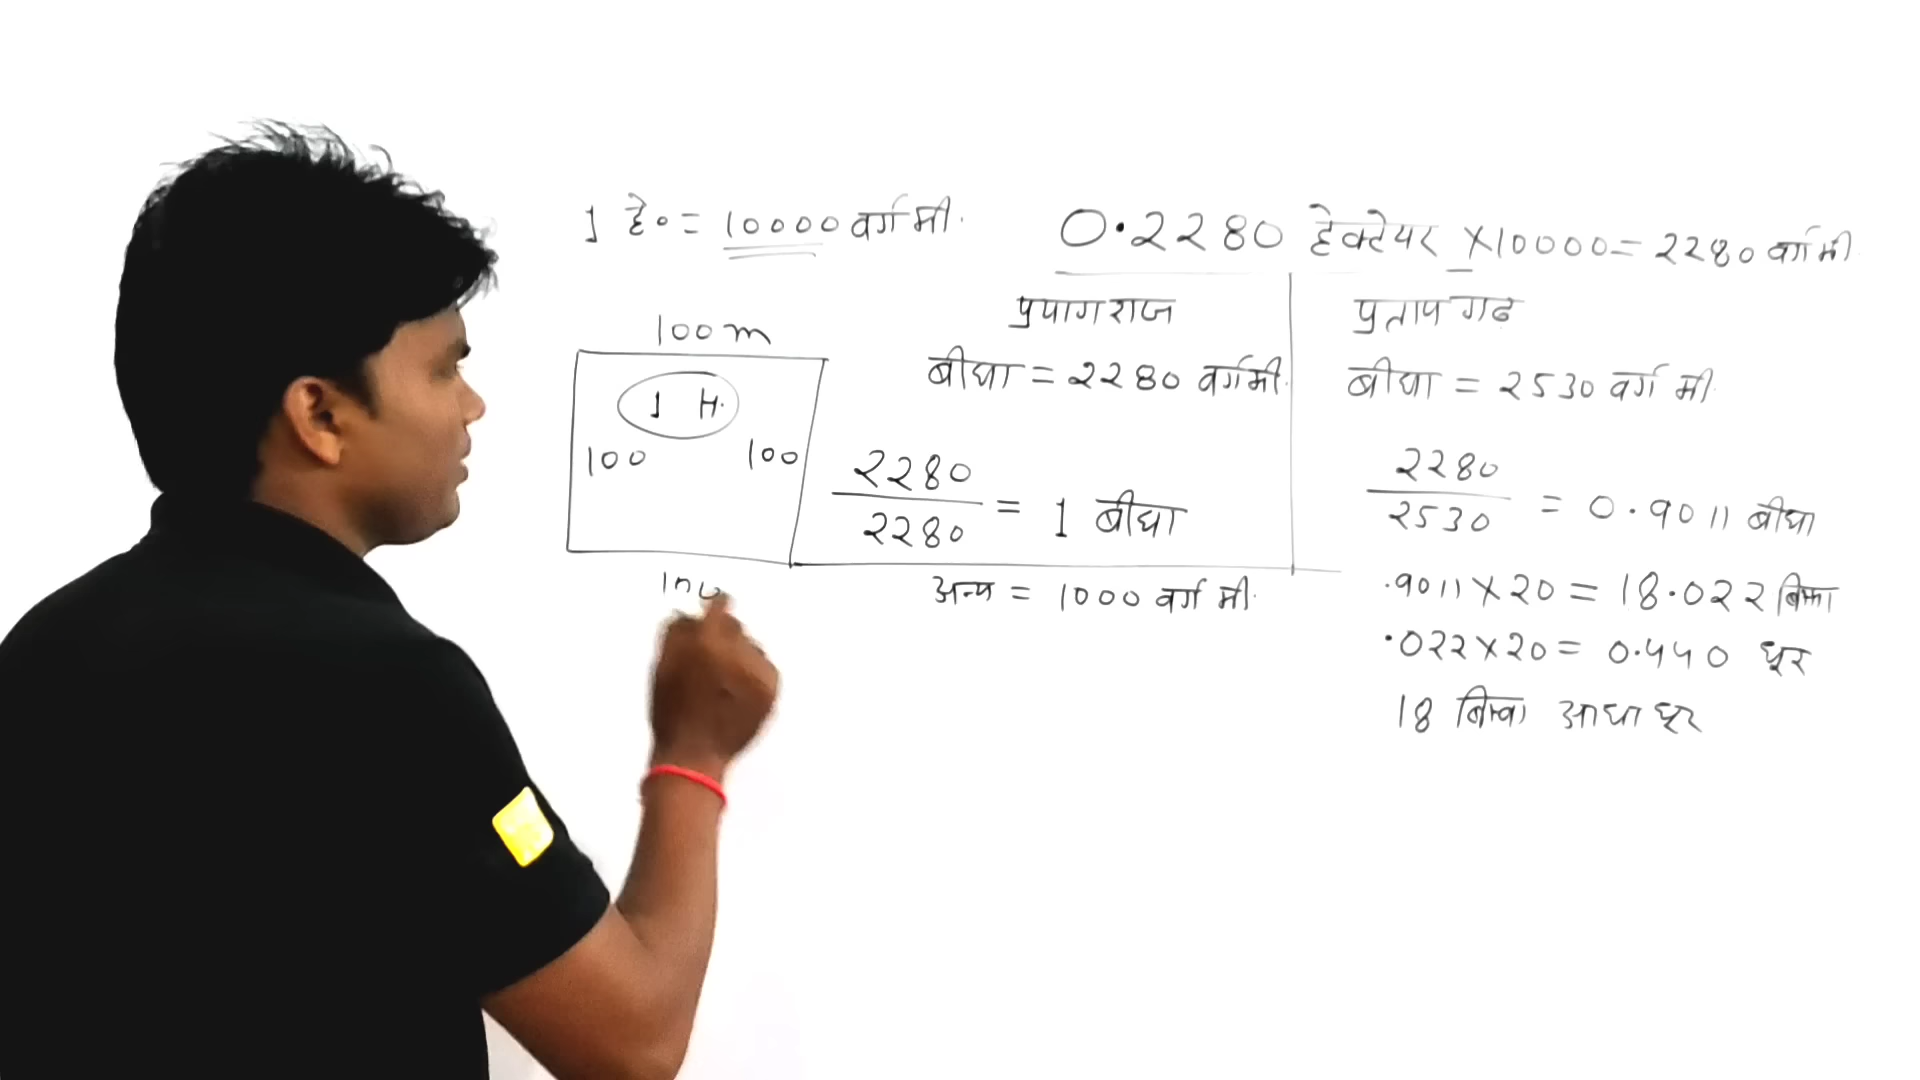 1 हे० = 10000 वर्ग मी.
0.2280 हेक्टेयर ×10000= 2280 वर्ग मी
100m
1 H.
100 100
प्रयागराज
बीघा = 2280 वर्गमी.
2280
2280
= 1 बीघा
अन्य = 1000 वर्ग मी.
प्रतापगढ
बीघा = 2530 वर्ग मी.
2280
2530
= 0.9011 बीघा
.9011×20 = 18.022 बिस्वा
.022×20= 0.440 धूर
18 बिस्वा आधा धूर